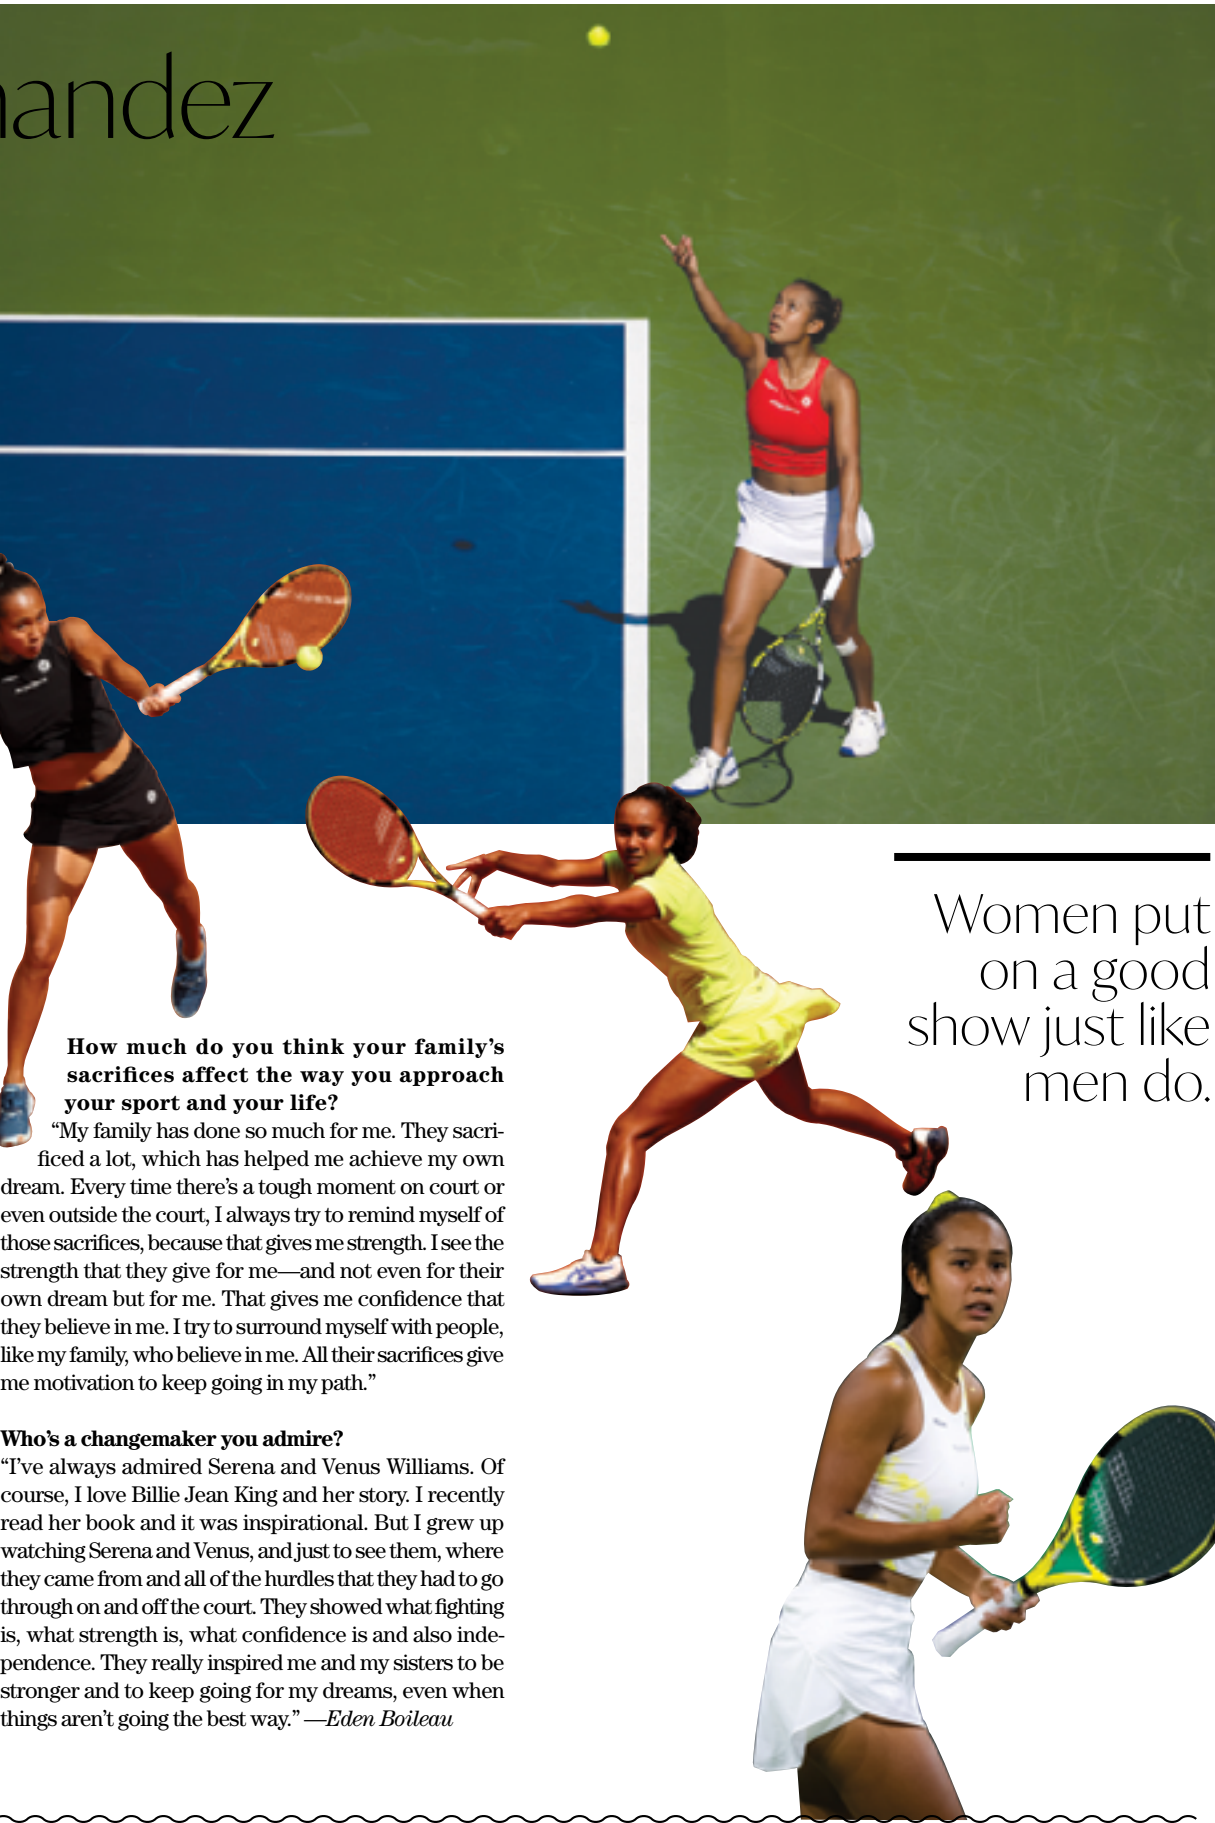 nandez
How much do you think your family’s
sacrifices affect the way you approach
your sport and your life?
“My family has done so much for me. They sacri-
ficed a lot, which has helped me achieve my own
dream. Every time there’s a tough moment on court or
even outside the court, I always try to remind myself of
those sacrifices, because that gives me strength. I see the
strength that they give for me—and not even for their
own dream but for me. That gives me confidence that
they believe in me. I try to surround myself with people,
like my family, who believe in me. All their sacrifices give
me motivation to keep going in my path.”
Who’s a changemaker you admire?
“I’ve always admired Serena and Venus Williams. Of
course, I love Billie Jean King and her story. I recently
read her book and it was inspirational. But I grew up
watching Serena and Venus, and just to see them, where
they came from and all of the hurdles that they had to go
through on and off the court. They showed what fighting
is, what strength is, what confidence is and also inde-
pendence. They really inspired me and my sisters to be
stronger and to keep going for my dreams, even when
things aren’t going the best way.” —Eden Boileau
Women put
on a good
show just like
men do.